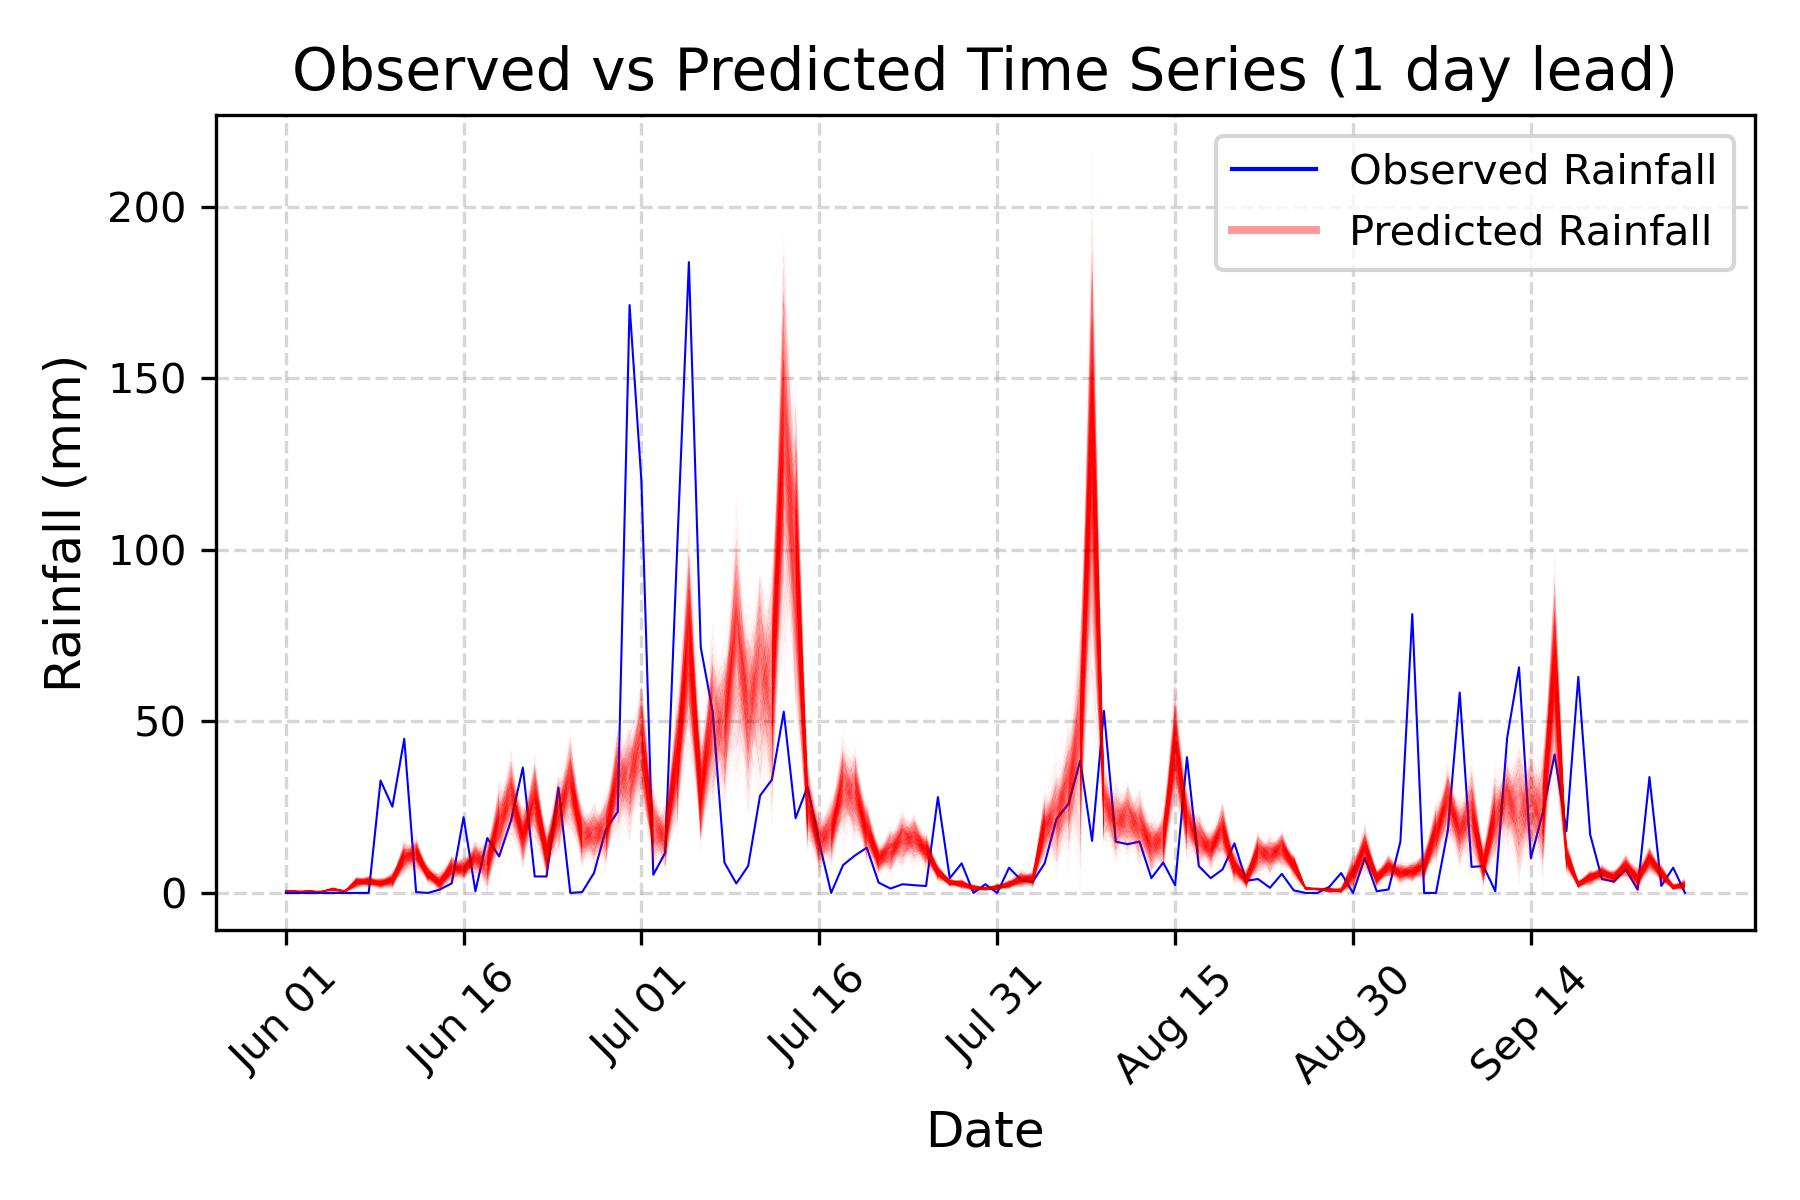 Observed vs Predicted Time Series (1 day lead)
Observed Rainfall
Predicted Rainfall
Rainfall (mm)
200
150
100
50
0
Jun 01
Jun 16
Jul 01
Jul 16
Jul 31
Aug 15
Aug 30
Sep 14
Date